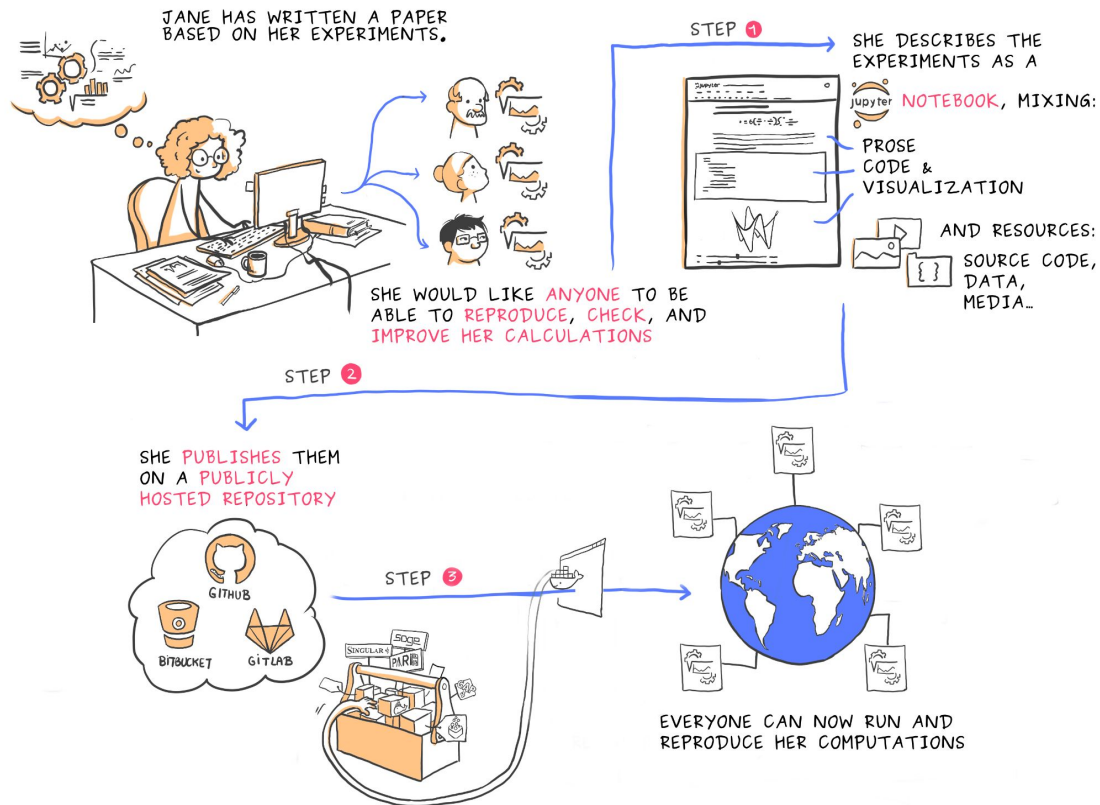 JANE HAS WRITTEN A PAPER
BASED ON HER EXPERIMENTS.
SHE WOULD LIKE ANYONE TO BE
ABLE TO REPRODUCE, CHECK, AND
IMPROVE HER CALCULATIONS
STEP 1
SHE DESCRIBES THE
EXPERIMENTS AS A
jupyter NOTEBOOK, MIXING:
PROSE
CODE &
VISUALIZATION
AND RESOURCES:
SOURCE CODE,
DATA,
MEDIA...
jupyter
{ }
STEP 2
SHE PUBLISHES THEM
ON A PUBLICLY
HOSTED REPOSITORY
GITHUB
BITBUCKET
GITLAB
STEP 3
sage
SINGULAR
PARI
EVERYONE CAN NOW RUN AND
REPRODUCE HER COMPUTATIONS